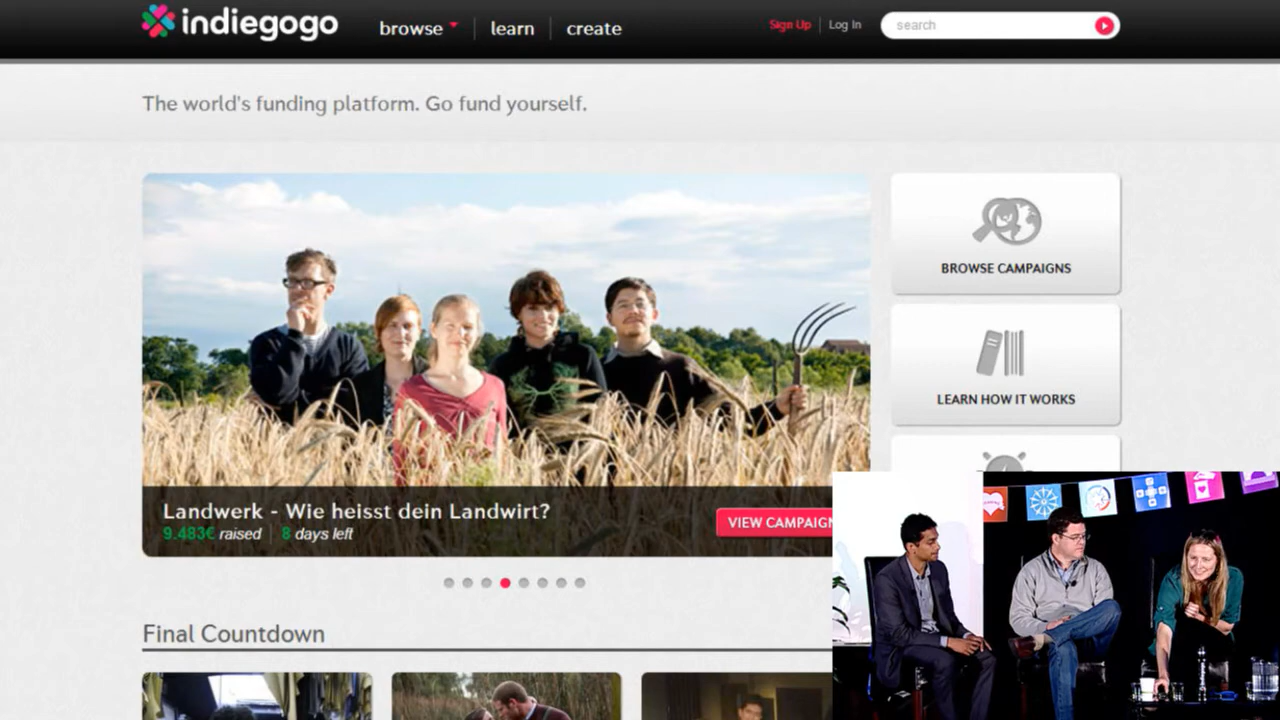 indiegogo
browse
learn
create
Sign Up
Log In
search
The world's funding platform. Go fund yourself.
BROWSE CAMPAIGNS
LEARN HOW IT WORKS
Landwerk - Wie heisst dein Landwirt?
9.483€ raised
8 days left
VIEW CAMPAIGN
Final Countdown